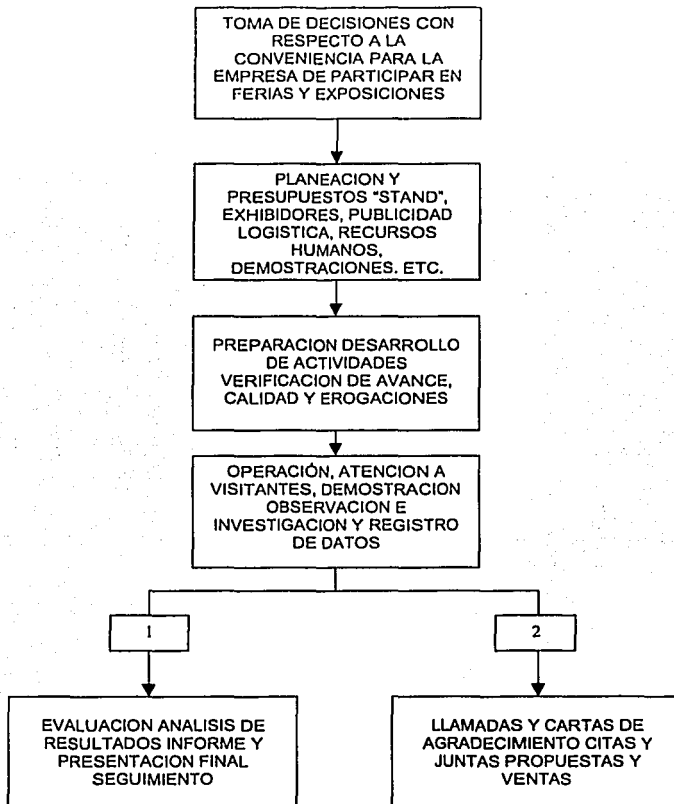 TOMA DE DECISIONES CON
RESPECTO A LA
CONVENIENCIA PARA LA
EMPRESA DE PARTICIPAR EN
FERIAS Y EXPOSICIONES
PLANEACION Y
PRESUPUESTOS "STAND",
EXHIBIDORES, PUBLICIDAD
LOGISTICA, RECURSOS
HUMANOS,
DEMOSTRACIONES. ETC.
PREPARACION DESARROLLO
DE ACTIVIDADES
VERIFICACION DE AVANCE,
CALIDAD Y EROGACIONES
OPERACIÓN, ATENCION A
VISITANTES, DEMOSTRACION
OBSERVACION E
INVESTIGACION Y REGISTRO
DE DATOS
1
2
EVALUACION ANALISIS DE
RESULTADOS INFORME Y
PRESENTACION FINAL
SEGUIMIENTO
LLAMADAS Y CARTAS DE
AGRADECIMIENTO CITAS Y
JUNTAS PROPUESTAS Y
VENTAS